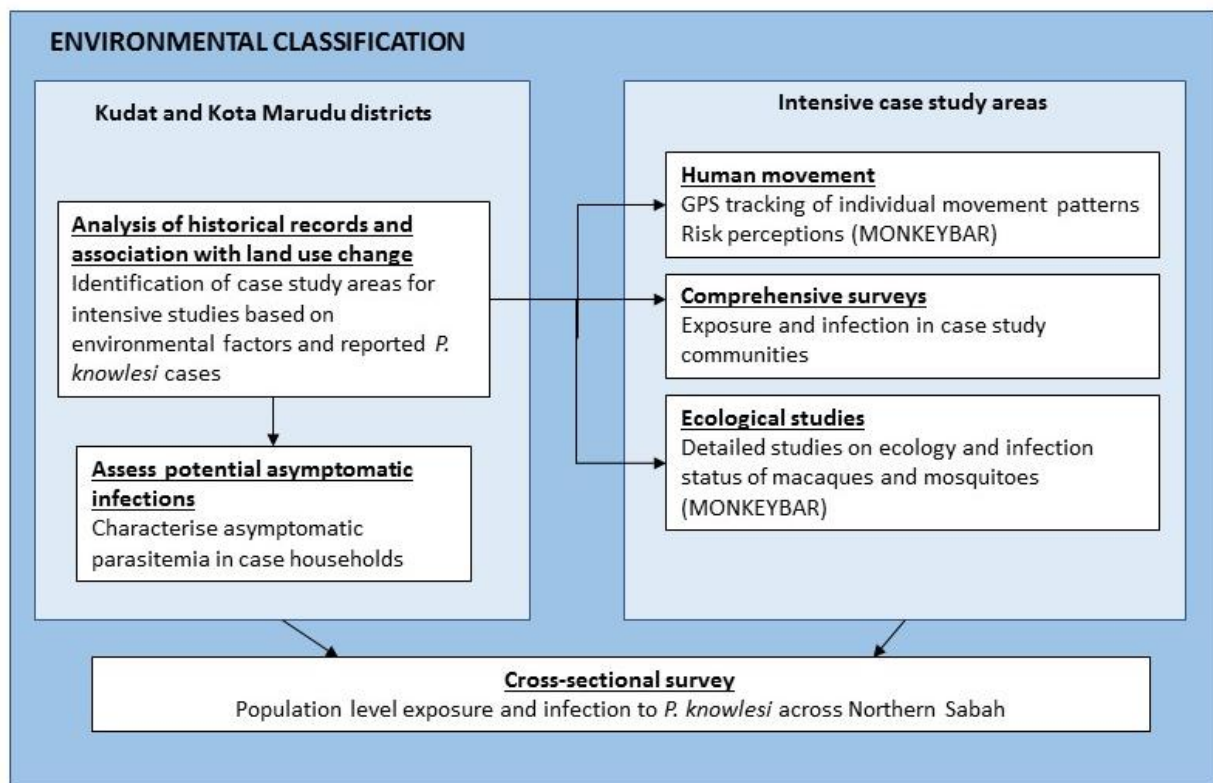 ENVIRONMENTAL CLASSIFICATION
Kudat and Kota Marudu districts
Analysis of historical records and
association with land use change
Identification of case study areas for
intensive studies based on
environmental factors and reported P.
knowlesi cases
Assess potential asymptomatic
infections
Characterise asymptomatic
parasitemia in case households
Intensive case study areas
Human movement
GPS tracking of individual movement patterns
Risk perceptions (MONKEYBAR)
Comprehensive surveys
Exposure and infection in case study
communities
Ecological studies
Detailed studies on ecology and infection
status of macaques and mosquitoes
(MONKEYBAR)
Cross-sectional survey
Population level exposure and infection to P. knowlesi across Northern Sabah